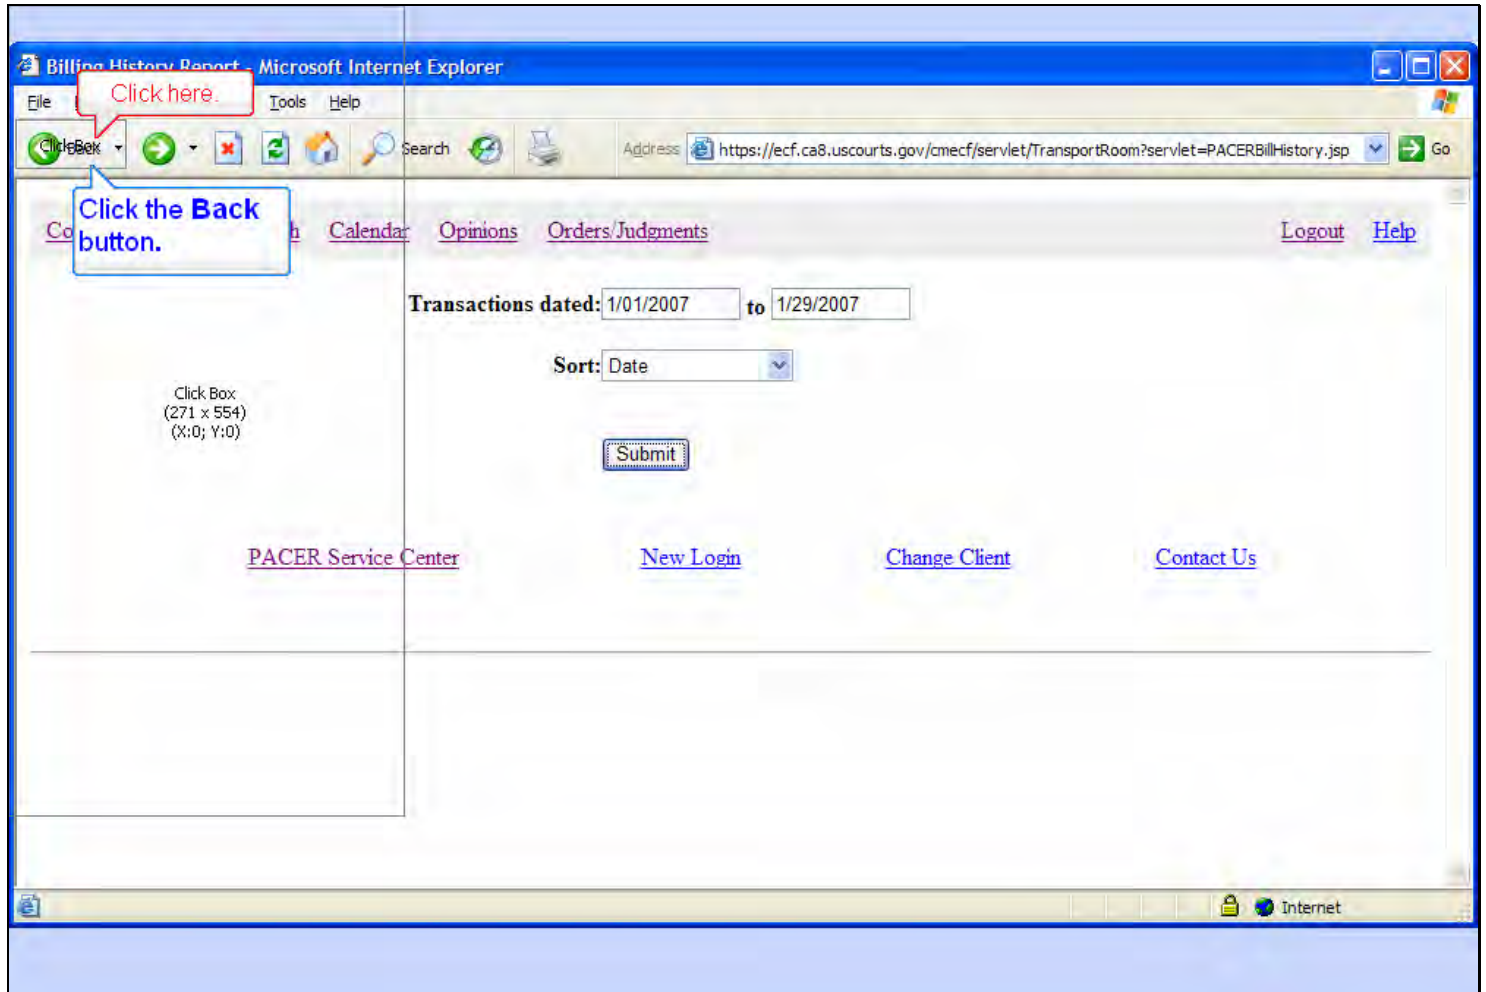 Billing History Report - Microsoft Internet Explorer
Click here.
File Tools Help
Click Box
Search
Address https://ecf.ca8.uscourts.gov/cmecf/servlet/TransportRoom?servlet=PACERBillHistory.jsp Go
Click the Back
button.
Co h Calendar Opinions Orders/Judgments Logout Help
Transactions dated: 1/01/2007 to 1/29/2007
Sort: Date
Click Box
(271 x 554)
(X:0; Y:0)
Submit
PACER Service Center New Login Change Client Contact Us
Internet